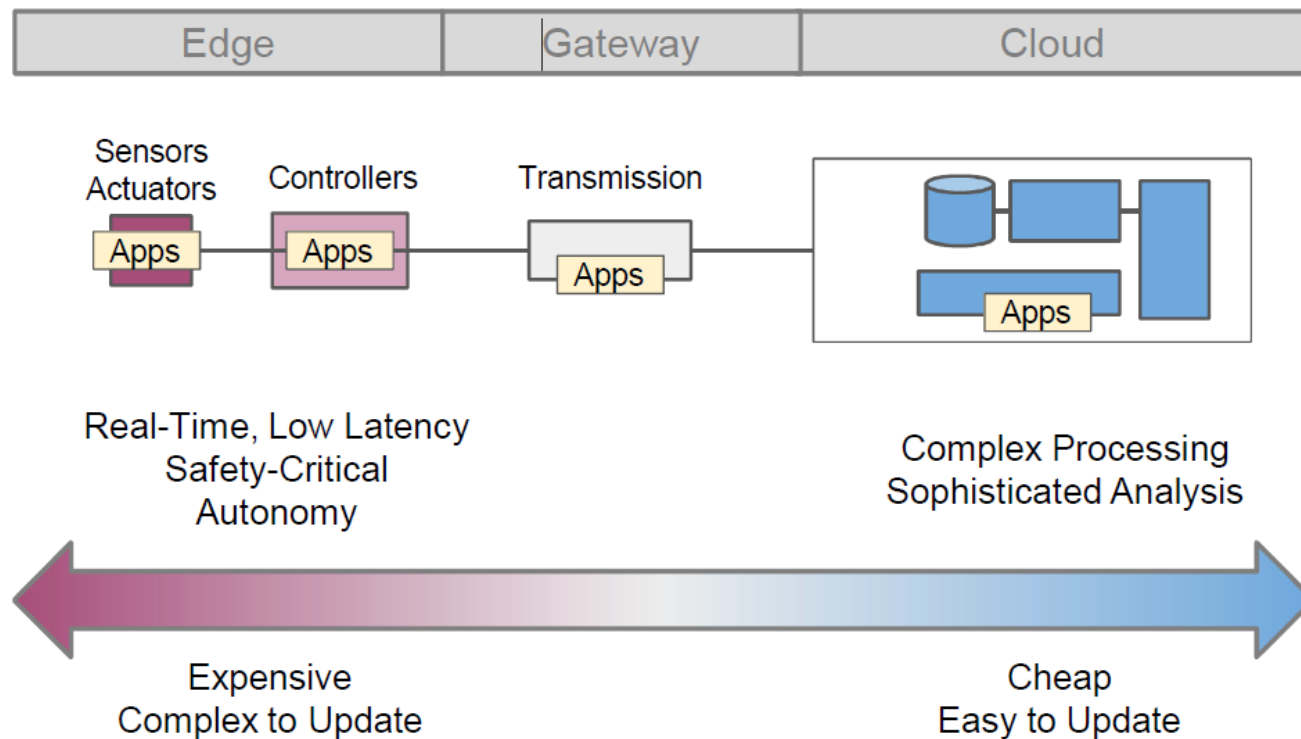 Edge
Gateway
Cloud
Sensors
Actuators
Controllers
Transmission
Apps
Apps
Apps
Apps
Real-Time, Low Latency
Safety-Critical
Autonomy
Complex Processing
Sophisticated Analysis
Expensive
Complex to Update
Cheap
Easy to Update